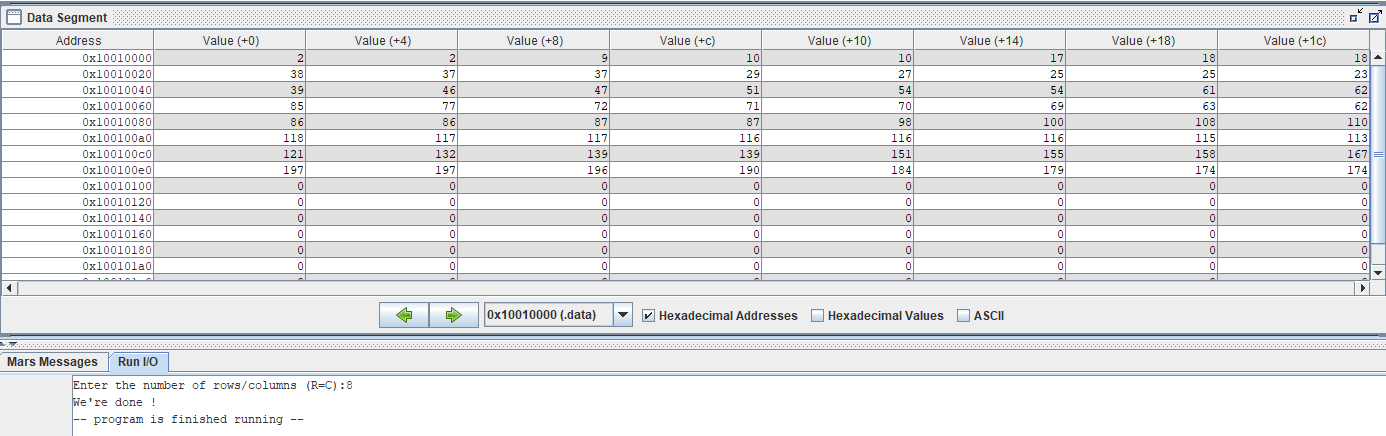 Data Segment
Address Value (+0) Value (+4) Value (+8) Value (+c) Value (+10) Value (+14) Value (+18) Value (+1c)
0x10010000 2 2 9 10 10 17 18 18
0x10010020 38 37 37 29 27 25 25 23
0x10010040 39 46 47 51 54 54 61 62
0x10010060 85 77 72 71 70 69 63 62
0x10010080 86 86 87 87 98 100 108 110
0x100100a0 118 117 117 116 116 116 115 113
0x100100c0 121 132 139 139 151 155 158 167
0x100100e0 197 197 196 190 184 179 174 174
0x10010100 0 0 0 0 0 0 0 0
0x10010120 0 0 0 0 0 0 0 0
0x10010140 0 0 0 0 0 0 0 0
0x10010160 0 0 0 0 0 0 0 0
0x10010180 0 0 0 0 0 0 0 0
0x100101a0 0 0 0 0 0 0 0 0
0x10010000 (.data) Hexadecimal Addresses Hexadecimal Values ASCII
Mars Messages Run I/O
Enter the number of rows/columns (R=C):8
We're done !
-- program is finished running --